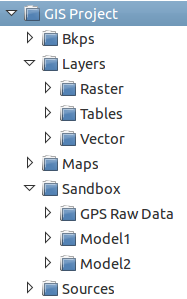 GIS Project
Bkps
Layers
Raster
Tables
Vector
Maps
Sandbox
GPS Raw Data
Model1
Model2
Sources